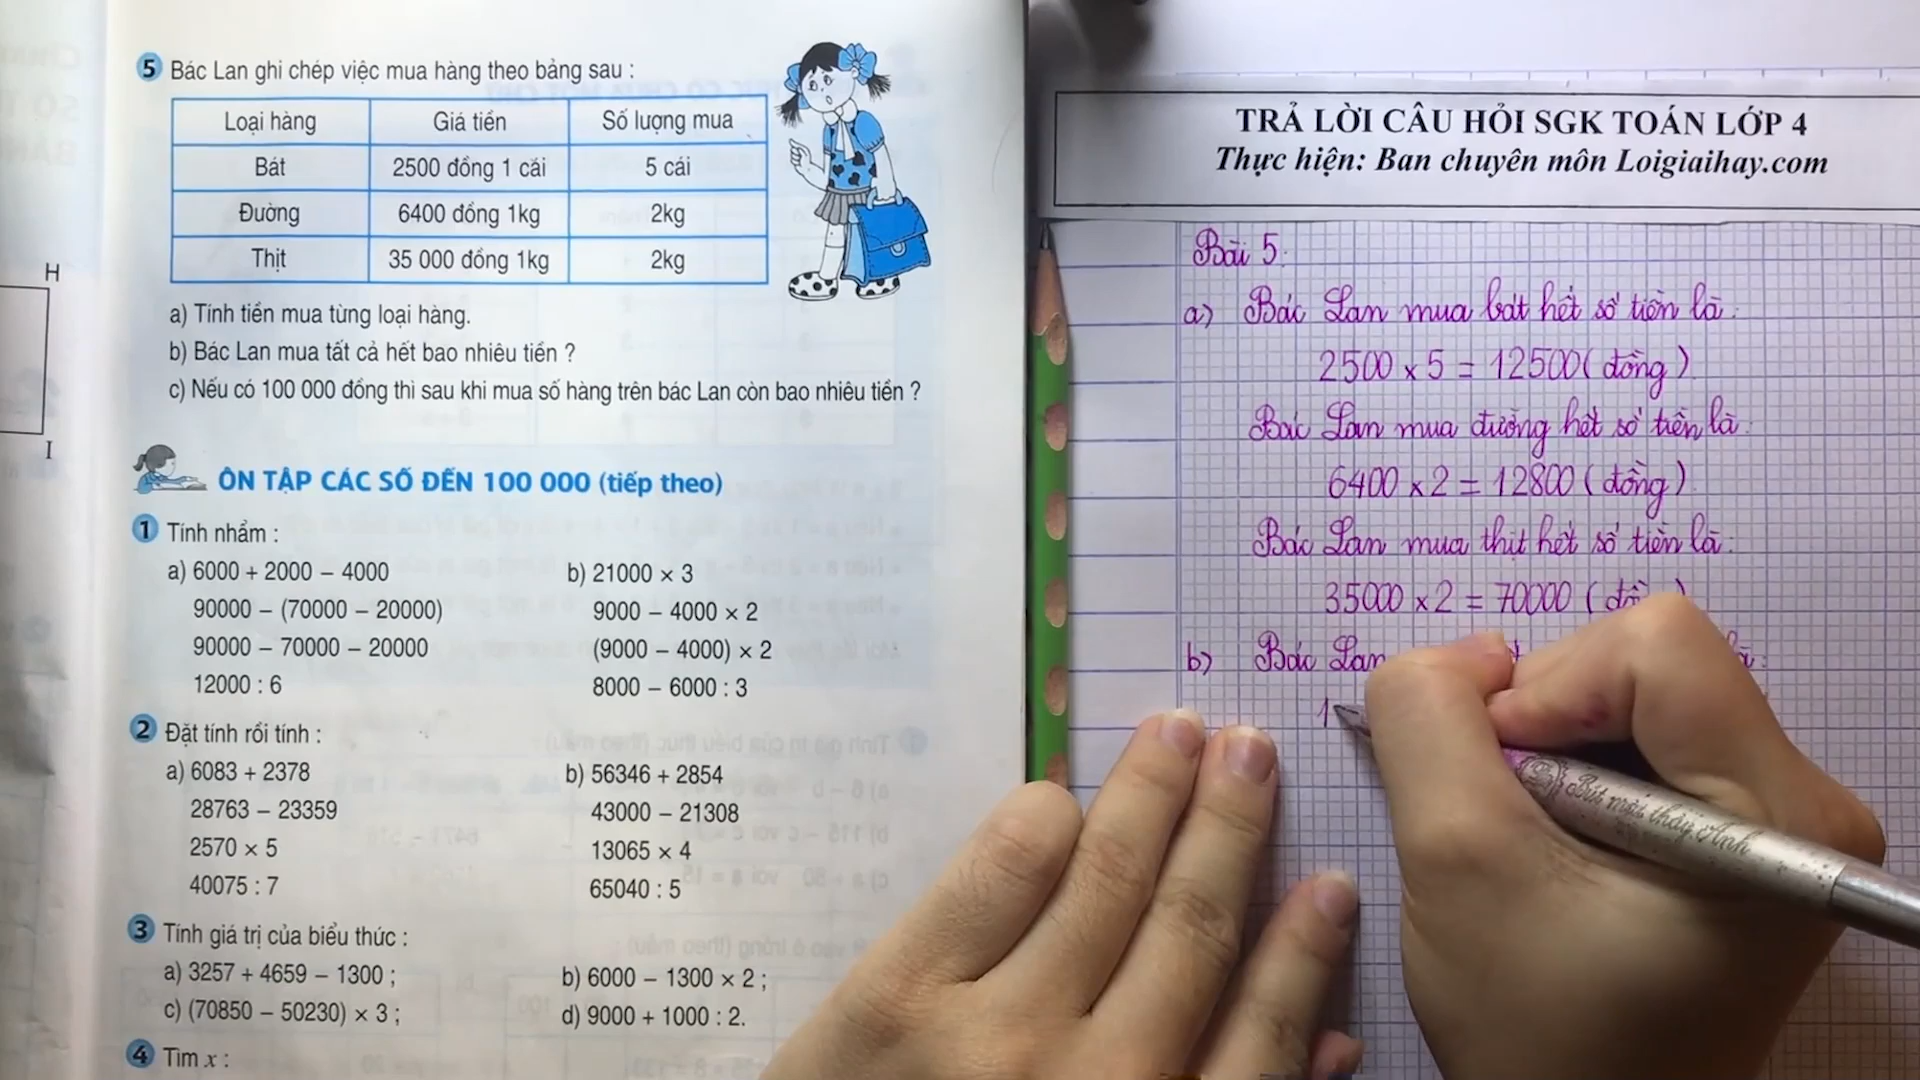 5 Bác Lan ghi chép việc mua hàng theo bảng sau :
Loại hàng Giá tiền Số lượng mua
Bát 2500 đồng 1 cái 5 cái
Đường 6400 đồng 1kg 2kg
Thịt 35 000 đồng 1kg 2kg
a) Tính tiền mua từng loại hàng.
b) Bác Lan mua tất cả hết bao nhiêu tiền ?
c) Nếu có 100 000 đồng thì sau khi mua số hàng trên bác Lan còn bao nhiêu tiền ?
H
I
ÔN TẬP CÁC SỐ ĐẾN 100 000 (tiếp theo)
1 Tính nhẩm :
a) 6000 + 2000 – 4000
90000 – (70000 – 20000)
90000 – 70000 – 20000
12000 : 6
b) 21000 × 3
9000 – 4000 × 2
(9000 – 4000) × 2
8000 – 6000 : 3
2 Đặt tính rồi tính :
a) 6083 + 2378
28763 – 23359
2570 × 5
40075 : 7
b) 56346 + 2854
43000 – 21308
13065 × 4
65040 : 5
3 Tính giá trị của biểu thức :
a) 3257 + 4659 – 1300 ;
b) 6000 – 1300 × 2 ;
c) (70850 – 50230) × 3 ;
d) 9000 + 1000 : 2.
4 Tìm x :
TRẢ LỜI CÂU HỎI SGK TOÁN LỚP 4
Thực hiện: Ban chuyên môn Loigiaihay.com
Bài 5:
a) Bác Lan mua bát hết số tiền là:
2500 x 5 = 12500 (đồng)
Bác Lan mua đường hết số tiền là:
6400 x 2 = 12800 (đồng)
Bác Lan mua thịt hết số tiền là:
35000 x 2 = 70000 (
b) Bác Lan
1
Bút mài thầy Ánh